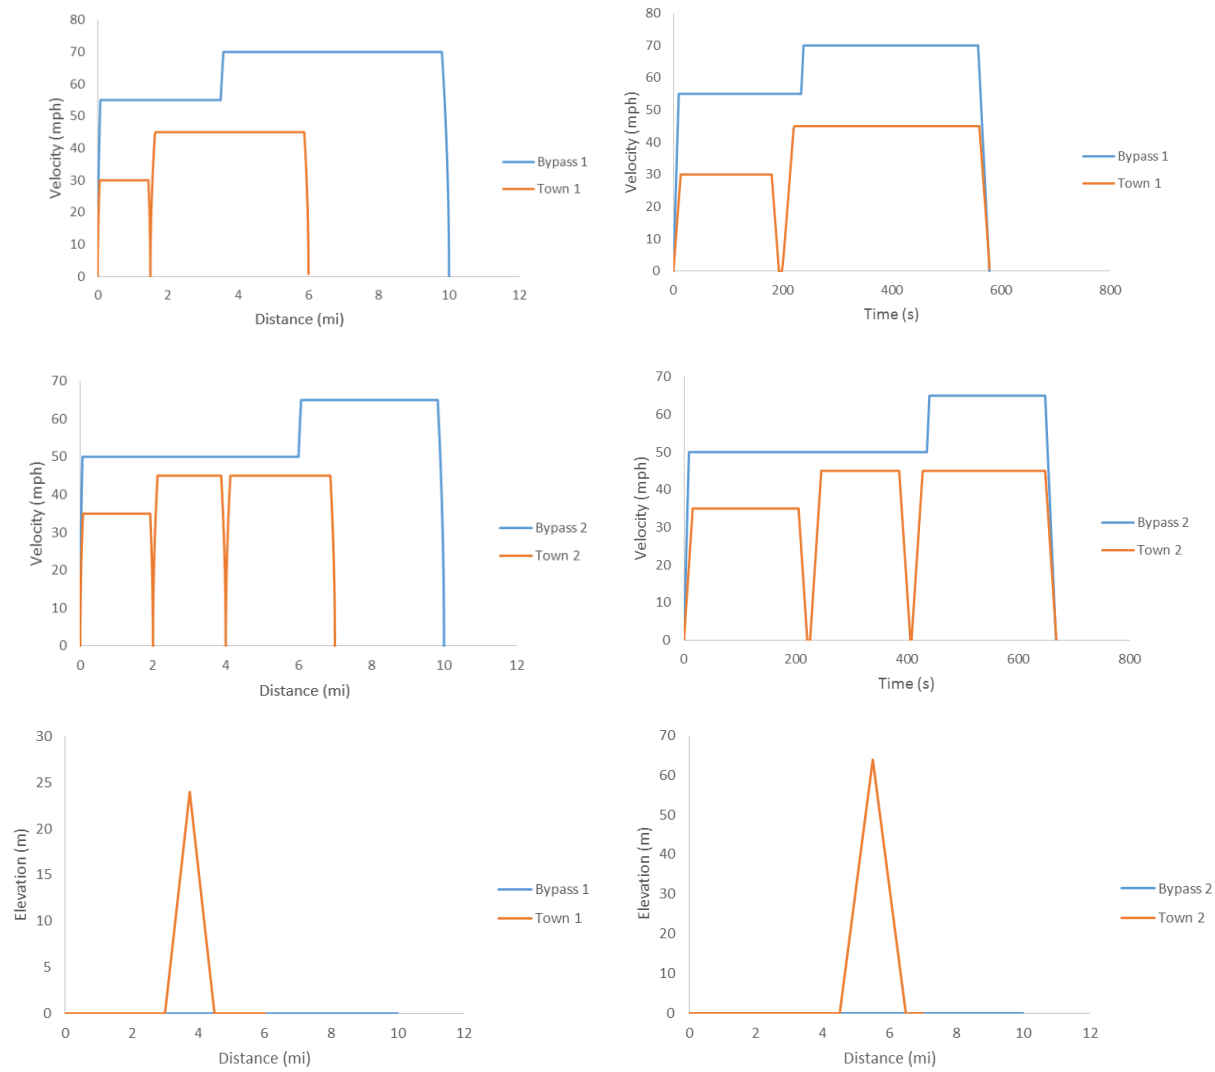 80
70
60
50
40
30
20
10
0
Velocity (mph)
0 2 4 6 8 10 12
Distance (mi)
Bypass 1
Town 1
80
70
60
50
40
30
20
10
0
Velocity (mph)
0 200 400 600 800
Time (s)
Bypass 1
Town 1
70
60
50
40
30
20
10
0
Velocity (mph)
0 2 4 6 8 10 12
Distance (mi)
Bypass 2
Town 2
70
60
50
40
30
20
10
0
Velocity (mph)
0 200 400 600 800
Time (s)
Bypass 2
Town 2
30
25
20
15
10
5
0
Elevation (m)
0 2 4 6 8 10 12
Distance (mi)
Bypass 1
Town 1
70
60
50
40
30
20
10
0
Elevation (m)
0 2 4 6 8 10 12
Distance (mi)
Bypass 2
Town 2